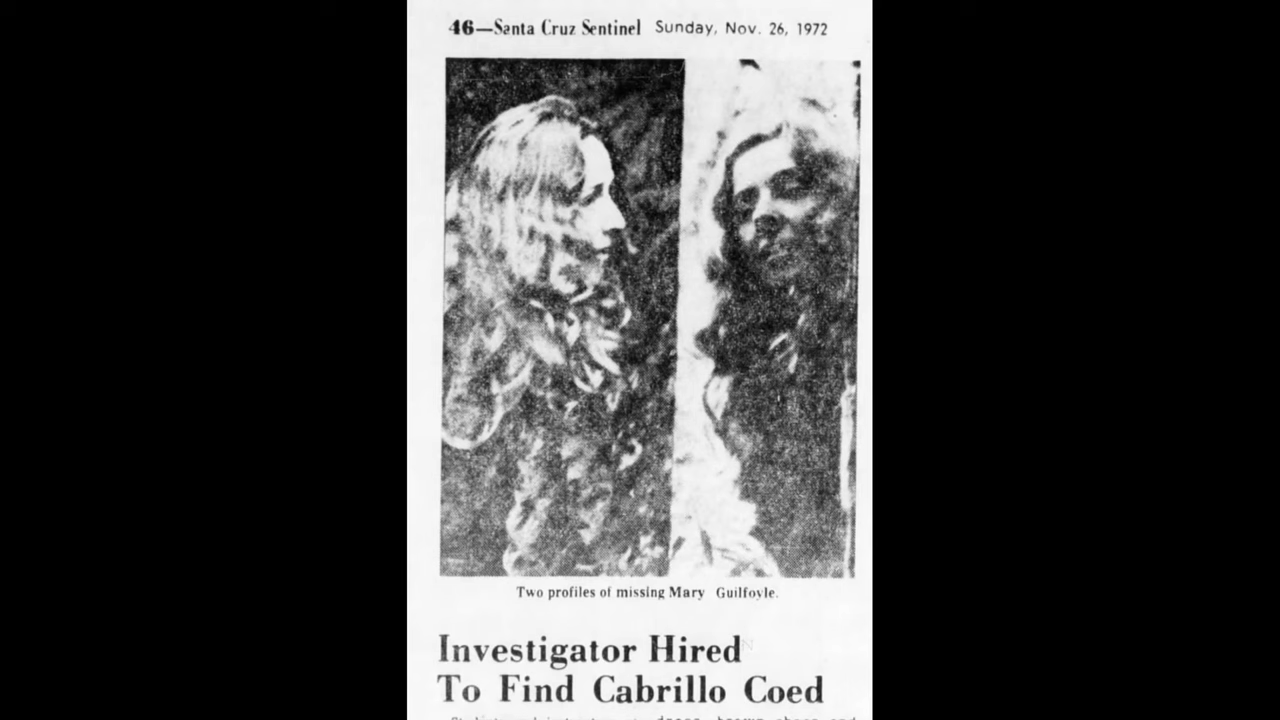 46—Santa Cruz Sentinel Sunday, Nov. 26, 1972
Two profiles of missing Mary Guilfoyle.
Investigator Hired
To Find Cabrillo Coed